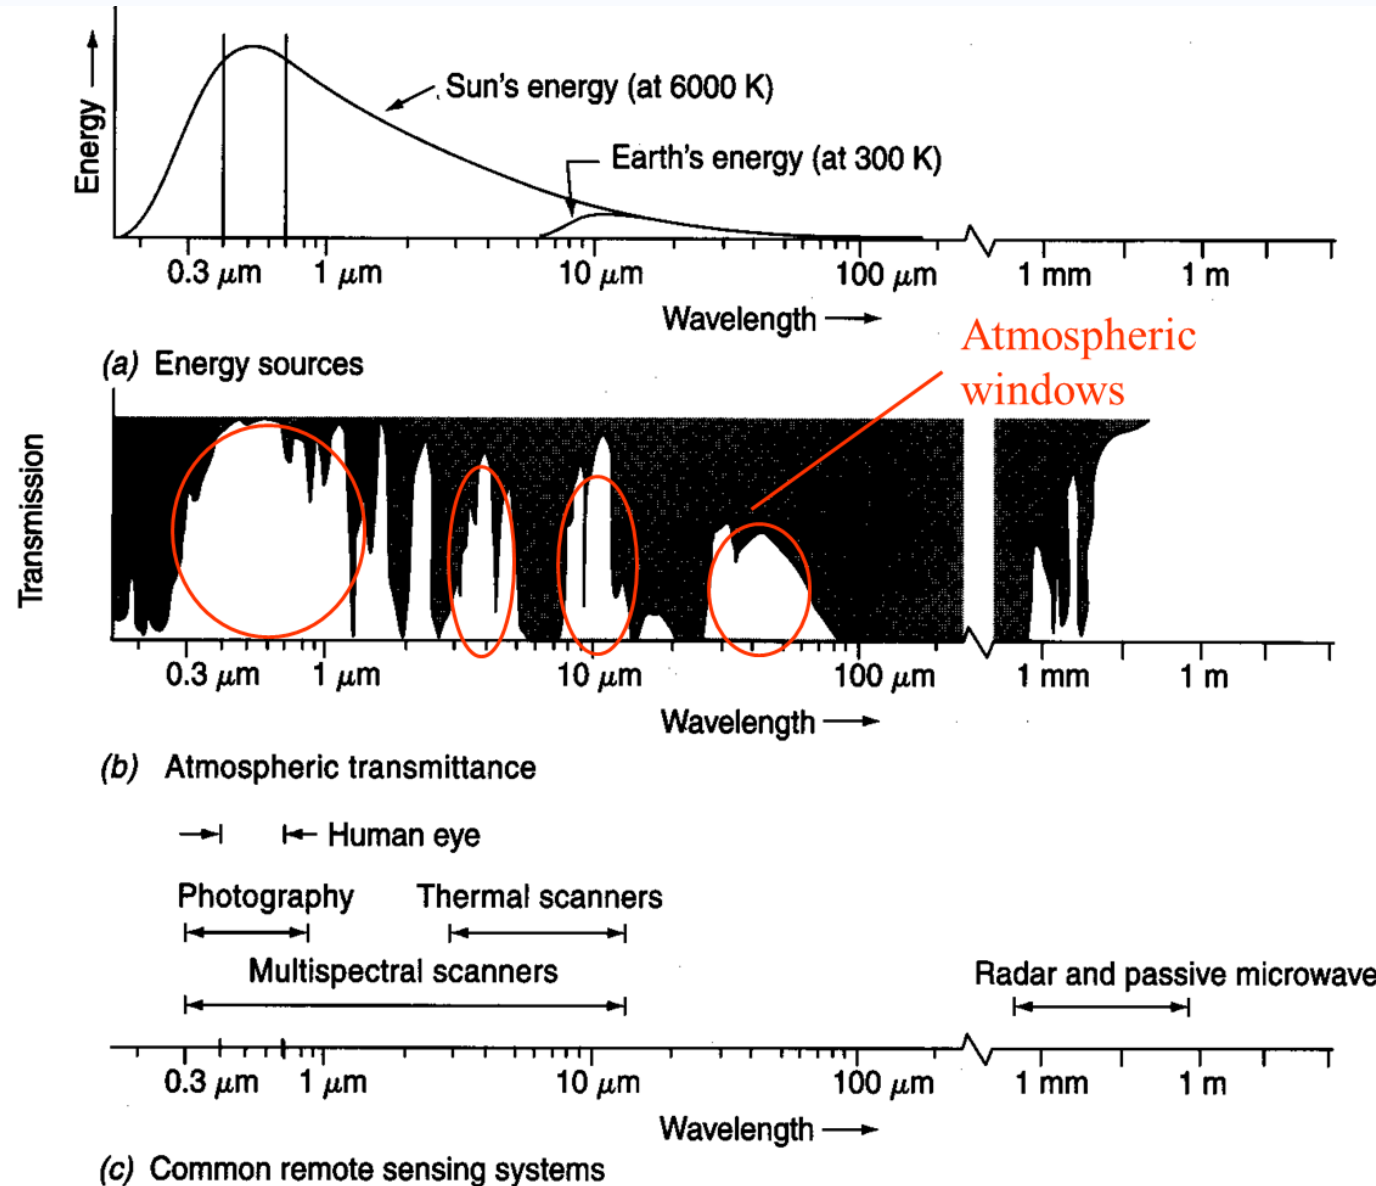 Energy
Sun's energy (at 6000 K)
Earth's energy (at 300 K)
0.3 μm 1 μm 10 μm 100 μm 1 mm 1 m
Wavelength
(a) Energy sources
Atmospheric
windows
Transmission
0.3 μm 1 μm 10 μm 100 μm 1 mm 1 m
Wavelength
(b) Atmospheric transmittance
Human eye
Photography Thermal scanners
Multispectral scanners
Radar and passive microwave
0.3 μm 1 μm 10 μm 100 μm 1 mm 1 m
Wavelength
(c) Common remote sensing systems